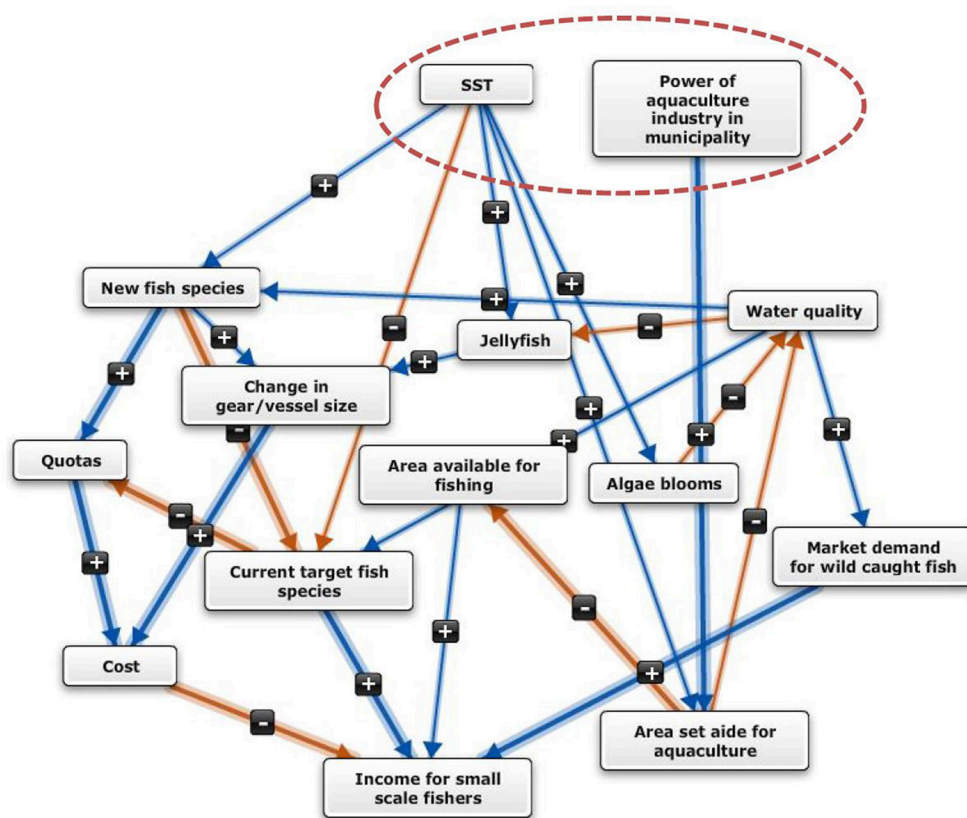 SST
Power of
aquaculture
industry in
municipality
+
+
+
New fish species
+
Water quality
-
Jellyfish
-
+
+
Change in
gear/vessel size
+
-
+
-
+
+
+
Quotas
Area available for
fishing
Algae blooms
-
+
-
+
Current target fish
species
Market demand
for wild caught fish
-
+
Cost
+
+
-
Area set aide for
aquaculture
Income for small
scale fishers